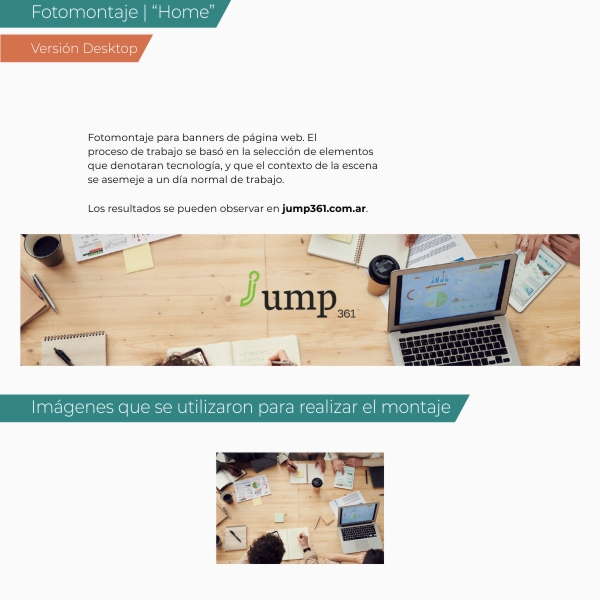 Fotomontaje | “Home”
Versión Desktop
Fotomontaje para banners de página web. El
proceso de trabajo se basó en la selección de elementos
que denotaran tecnología, y que el contexto de la escena
se asemeje a un día normal de trabajo.
Los resultados se pueden observar en jump361.com.ar.
jump
361
Imágenes que se utilizaron para realizar el montaje